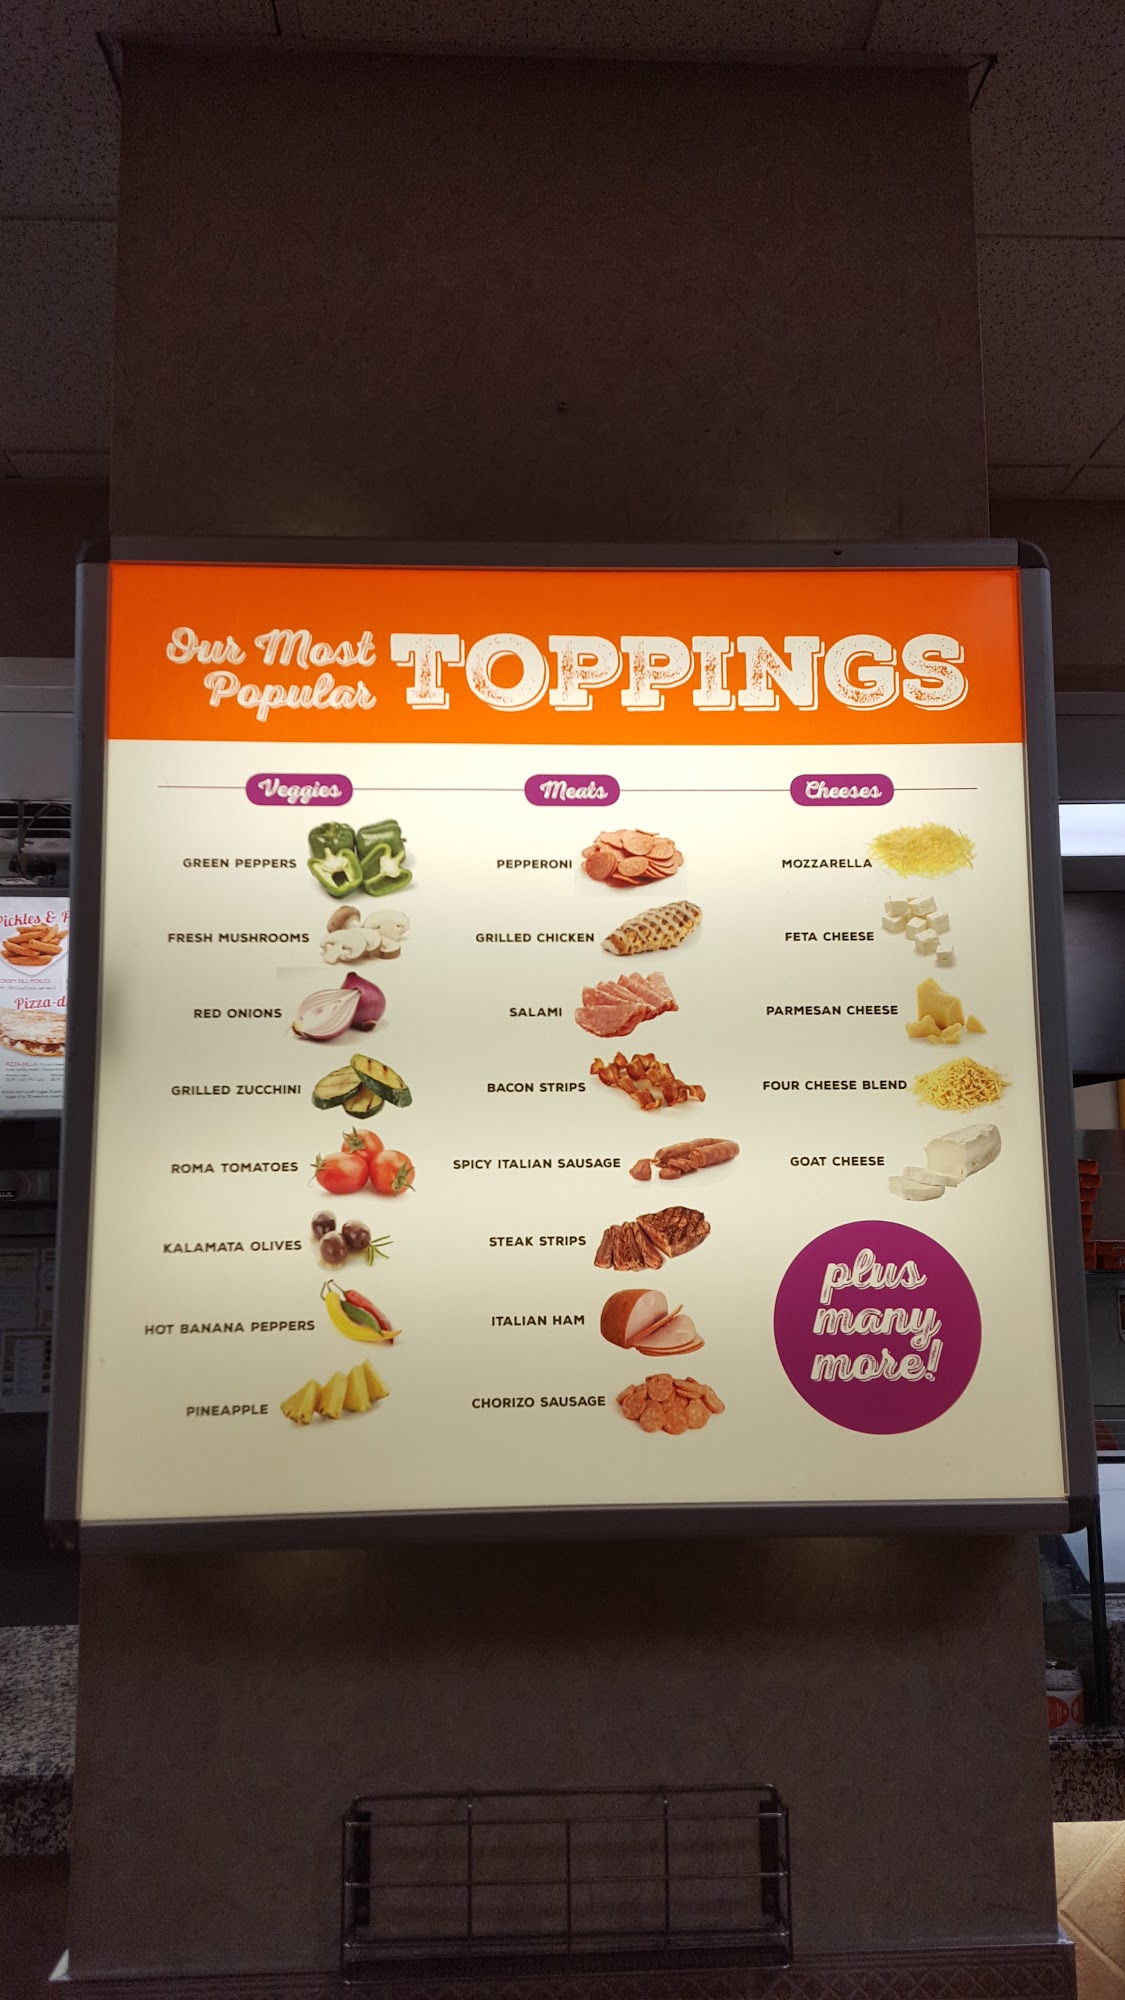 Our Most
Popular
TOPPINGS
Veggies
GREEN PEPPERS
FRESH MUSHROOMS
RED ONIONS
GRILLED ZUCCHINI
ROMA TOMATOES
KALAMATA OLIVES
HOT BANANA PEPPERS
PINEAPPLE
Meats
PEPPERONI
GRILLED CHICKEN
SALAMI
BACON STRIPS
SPICY ITALIAN SAUSAGE
STEAK STRIPS
ITALIAN HAM
CHORIZO SAUSAGE
Cheeses
MOZZARELLA
FETA CHEESE
PARMESAN CHEESE
FOUR CHEESE BLEND
GOAT CHEESE
plus
many
more!
Pickles &
Pizza-d